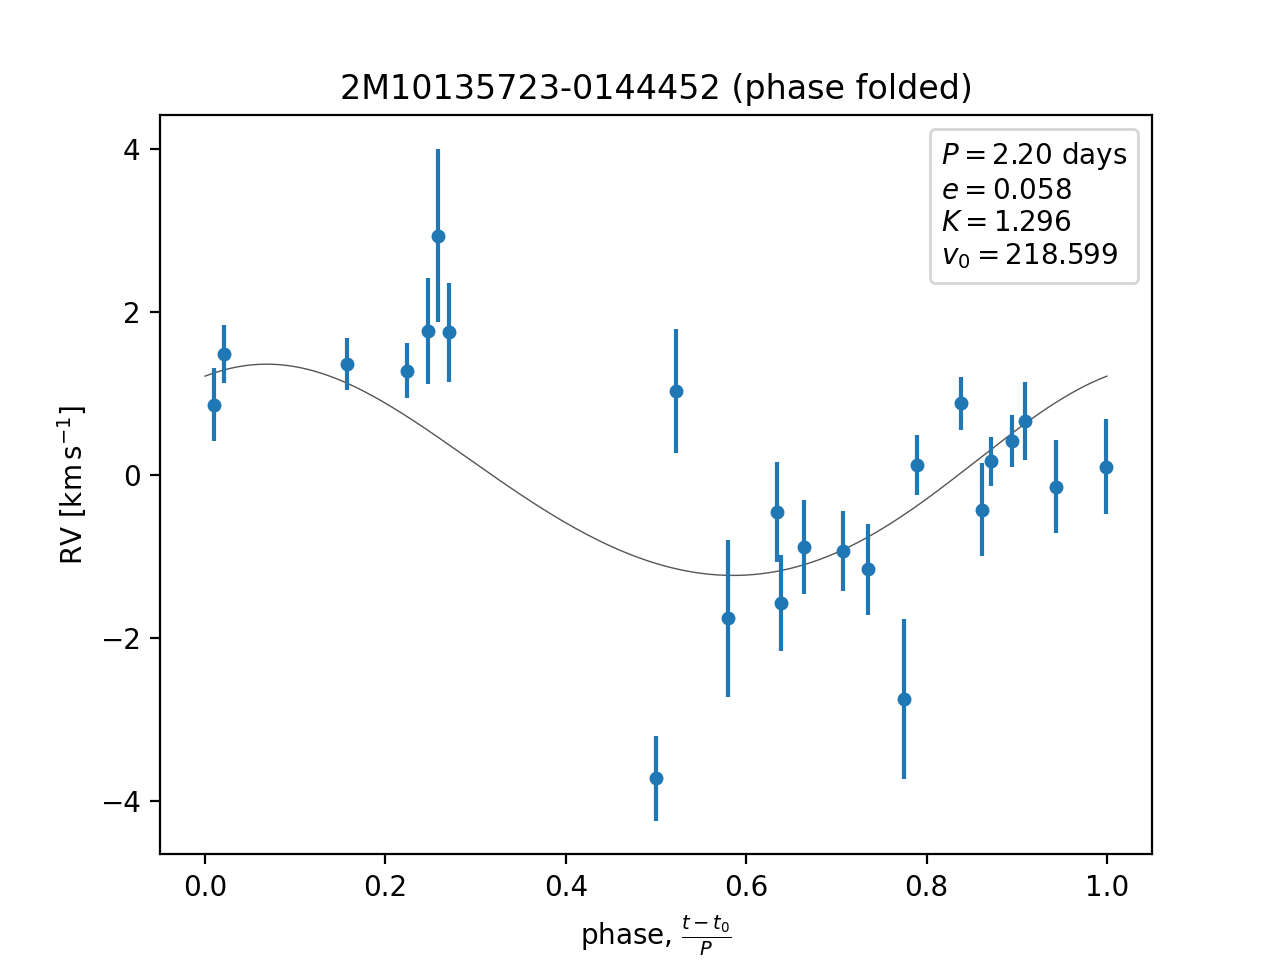 2M10135723-0144452 (phase folded)
P = 2.20 days
e = 0.058
K = 1.296
v₀ = 218.599
4
2
0
−2
−4
RV [km s⁻¹]
0.0 0.2 0.4 0.6 0.8 1.0
phase, (t − t₀)/P